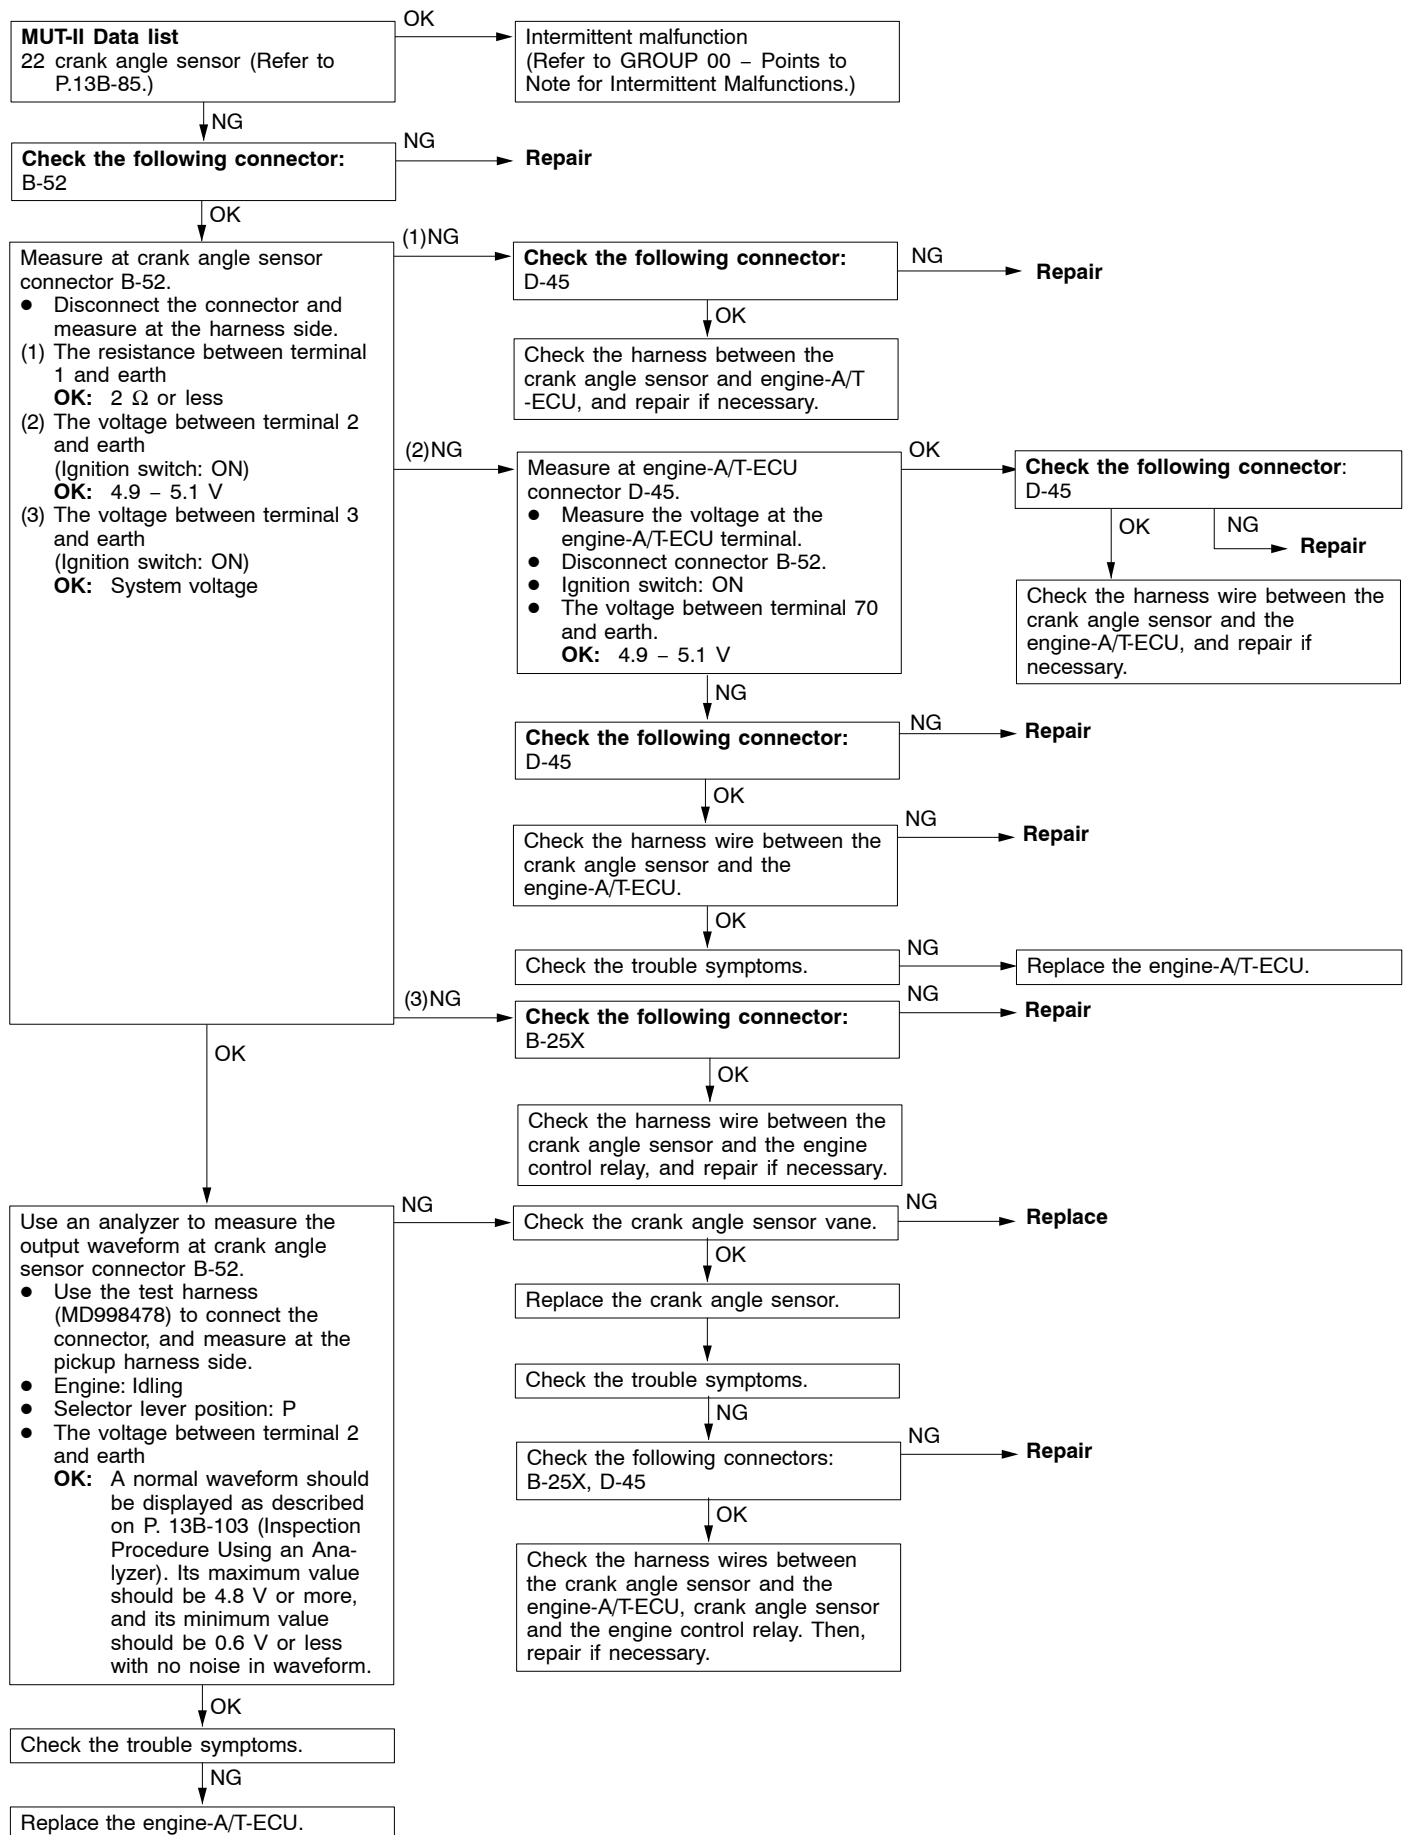 MUT-II Data list
22 crank angle sensor (Refer to
P.13B-85.)
OK
Intermittent malfunction
(Refer to GROUP 00 – Points to
Note for Intermittent Malfunctions.)
NG
Check the following connector:
B-52
NG
Repair
OK
Measure at crank angle sensor
connector B-52.
● Disconnect the connector and
measure at the harness side.
(1) The resistance between terminal
1 and earth
OK: 2 Ω or less
(2) The voltage between terminal 2
and earth
(Ignition switch: ON)
OK: 4.9 – 5.1 V
(3) The voltage between terminal 3
and earth
(Ignition switch: ON)
OK: System voltage
(1)NG
Check the following connector:
D-45
NG
Repair
OK
Check the harness between the
crank angle sensor and engine-A/T
-ECU, and repair if necessary.
(2)NG
Measure at engine-A/T-ECU
connector D-45.
● Measure the voltage at the
engine-A/T-ECU terminal.
● Disconnect connector B-52.
● Ignition switch: ON
● The voltage between terminal 70
and earth.
OK: 4.9 – 5.1 V
OK
Check the following connector:
D-45
OK
NG
Repair
Check the harness wire between the
crank angle sensor and the
engine-A/T-ECU, and repair if
necessary.
NG
Check the following connector:
D-45
NG
Repair
OK
Check the harness wire between the
crank angle sensor and the
engine-A/T-ECU.
NG
Repair
OK
Check the trouble symptoms.
NG
Replace the engine-A/T-ECU.
(3)NG
Check the following connector:
B-25X
NG
Repair
OK
Check the harness wire between the
crank angle sensor and the engine
control relay, and repair if necessary.
OK
Use an analyzer to measure the
output waveform at crank angle
sensor connector B-52.
● Use the test harness
(MD998478) to connect the
connector, and measure at the
pickup harness side.
● Engine: Idling
● Selector lever position: P
● The voltage between terminal 2
and earth
OK: A normal waveform should
be displayed as described
on P. 13B-103 (Inspection
Procedure Using an Ana-
lyzer). Its maximum value
should be 4.8 V or more,
and its minimum value
should be 0.6 V or less
with no noise in waveform.
NG
Check the crank angle sensor vane.
NG
Replace
OK
Replace the crank angle sensor.
Check the trouble symptoms.
NG
Check the following connectors:
B-25X, D-45
NG
Repair
OK
Check the harness wires between
the crank angle sensor and the
engine-A/T-ECU, crank angle sensor
and the engine control relay. Then,
repair if necessary.
OK
Check the trouble symptoms.
NG
Replace the engine-A/T-ECU.